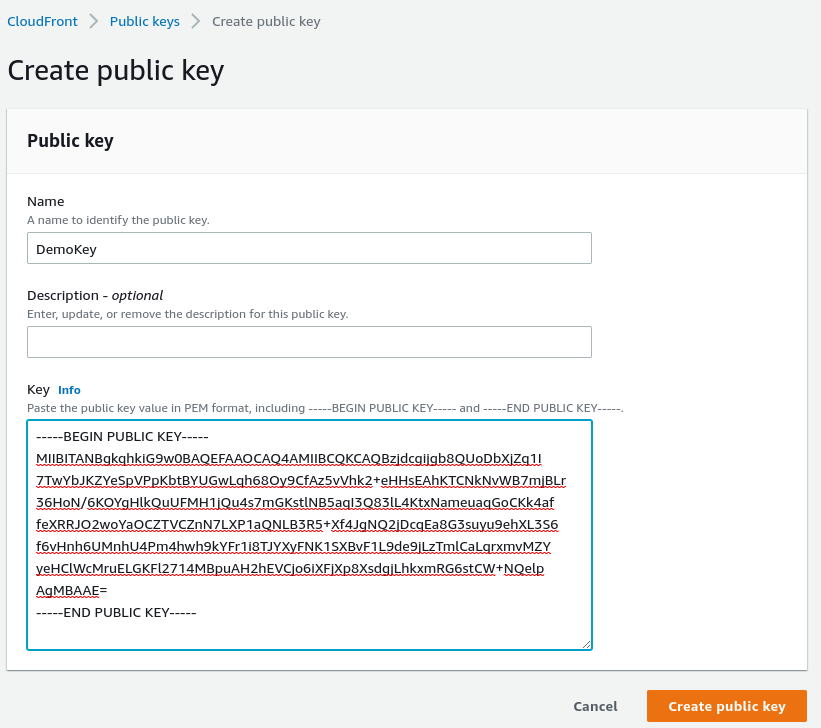 CloudFront > Public keys > Create public key
Create public key
Public key
Name
A name to identify the public key.
DemoKey
Description - optional
Enter, update, or remove the description for this public key.
Key Info
Paste the public key value in PEM format, including -----BEGIN PUBLIC KEY----- and -----END PUBLIC KEY-----.
-----BEGIN PUBLIC KEY-----
MIIBITANBgkqhkiG9w0BAQEFAAOCAQ4AMIIBCQKCAQBzjdcgijgb8QUoDbXjZq1I
7TwYbJKZYeSpVPpKbtBYUGwLqh68Oy9CfAz5vVhk2+eHHsEAhKTCNkNvWB7mjBLr
36HoN/6KOYgHlkQuUFMH1jQu4s7mGKstlNB5aqI3Q83lL4KtxNameuaqGoCKk4af
feXRRJO2woYaOCZTVCZnN7LXP1aQNLB3R5+Xf4JgNQ2jDcqEa8G3suyu9ehXL3S6
f6vHnh6UMnhU4Pm4hwh9kYFr1i8TJYXyFNK1SXBvF1L9de9jLzTmlCaLqrxmvMZY
yeHClWcMruELGKFl2714MBpuAH2hEVCjo6iXFjXp8XsdgjLhkxmRG6stCW+NQelp
AgMBAAE=
-----END PUBLIC KEY-----
Cancel Create public key